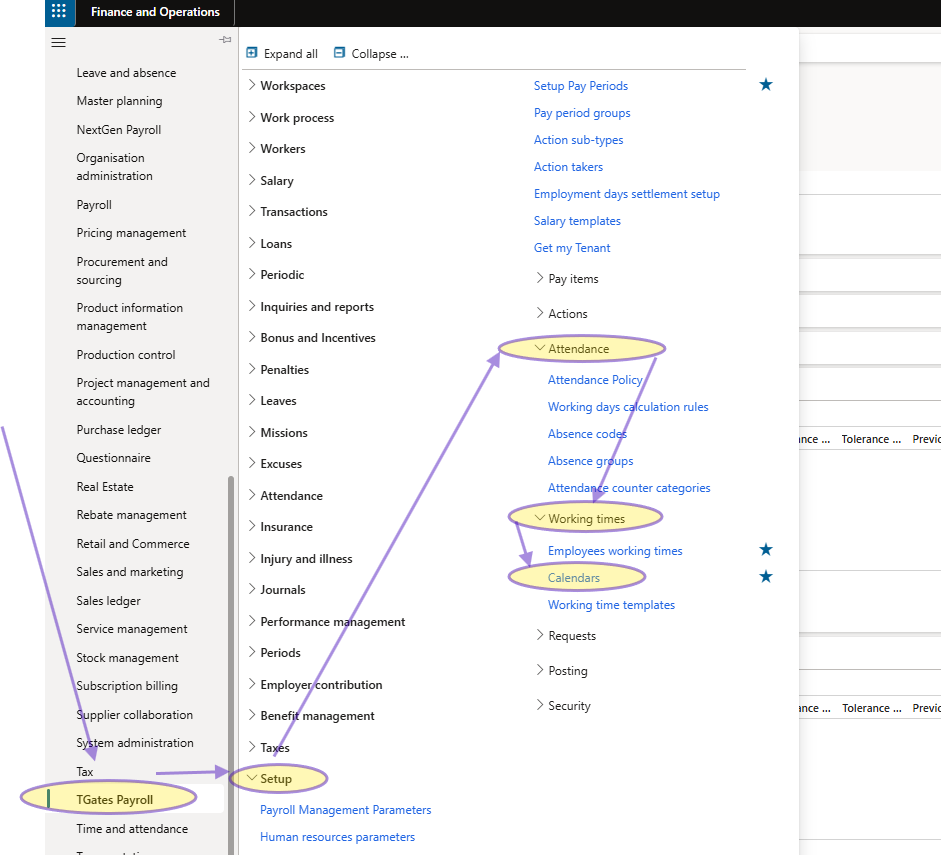 Finance and Operations
Leave and absence
Master planning
NextGen Payroll
Organisation
administration
Payroll
Pricing management
Procurement and
sourcing
Product information
management
Production control
Project management and
accounting
Purchase ledger
Questionnaire
Real Estate
Rebate management
Retail and Commerce
Sales and marketing
Sales ledger
Service management
Stock management
Subscription billing
Supplier collaboration
System administration
Tax
TGates Payroll
Time and attendance
Expand all
Collapse ...
Workspaces
Work process
Workers
Salary
Transactions
Loans
Periodic
Inquiries and reports
Bonus and Incentives
Penalties
Leaves
Missions
Excuses
Attendance
Insurance
Injury and illness
Journals
Performance management
Periods
Employer contribution
Benefit management
Taxes
Setup
Payroll Management Parameters
Human resources parameters
Setup Pay Periods
Pay period groups
Action sub-types
Action takers
Employment days settlement setup
Salary templates
Get my Tenant
Pay items
Actions
Attendance
Attendance Policy
Working days calculation rules
Absence codes
Absence groups
Attendance counter categories
Working times
Employees working times
Calendars
Working time templates
Requests
Posting
Security
ance ... Tolerance ... Previo
ance ... Tolerance ... Previo